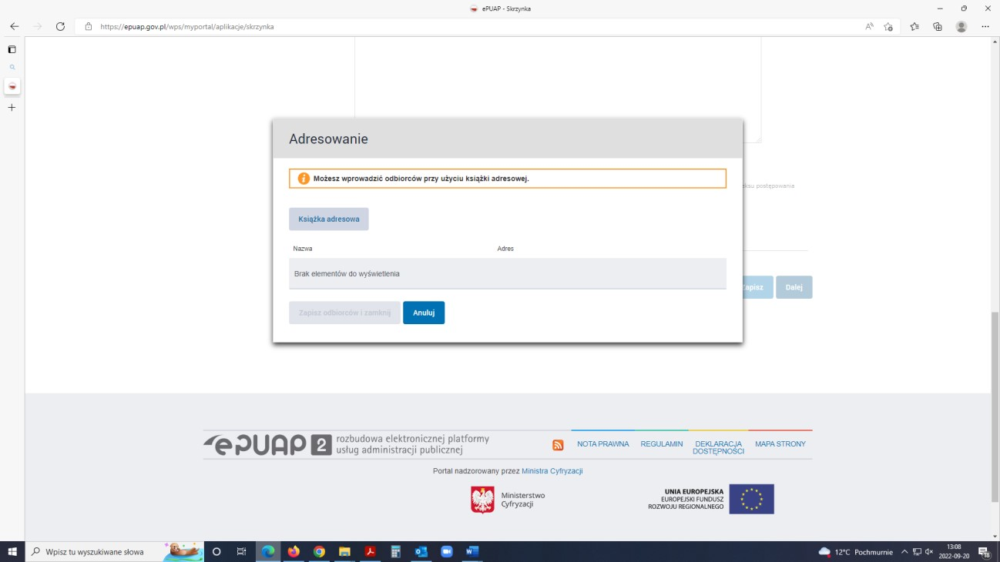 ePUAP - Skrzynka
https://epuap.gov.pl/wps/myportal/aplikacje/skrzynka
Adresowanie
Możesz wprowadzić odbiorców przy użyciu książki adresowej.
ksu postępowania
Książka adresowa
Nazwa Adres
Brak elementów do wyświetlenia
Zapisz Dalej
Zapisz odbiorców i zamknij Anuluj
ePUAP 2 rozbudowa elektronicznej platformy
usług administracji publicznej
NOTA PRAWNA REGULAMIN DEKLARACJA DOSTĘPNOŚCI MAPA STRONY
Portal nadzorowany przez Ministra Cyfryzacji
Ministerstwo
Cyfryzacji
UNIA EUROPEJSKA
EUROPEJSKI FUNDUSZ
ROZWOJU REGIONALNEGO
Wpisz tu wyszukiwane słowa
12°C Pochmurnie
13:08
2022-09-20
18